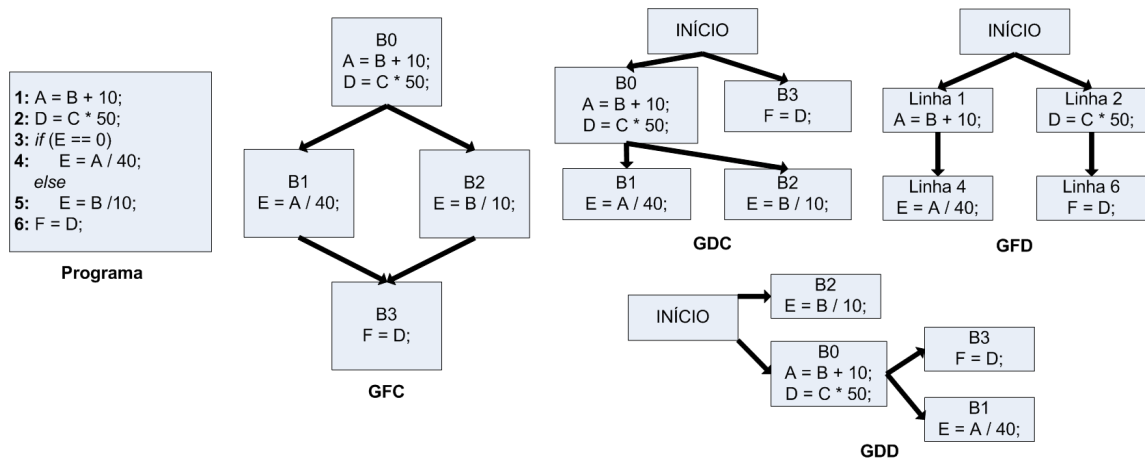 1: A = B + 10;
2: D = C * 50;
3: if (E == 0)
4: E = A / 40;
else
5: E = B /10;
6: F = D;
Programa
B0
A = B + 10;
D = C * 50;
B1
E = A / 40;
B2
E = B / 10;
B3
F = D;
GFC
INÍCIO
B0
A = B + 10;
D = C * 50;
B3
F = D;
B1
E = A / 40;
B2
E = B / 10;
GDC
INÍCIO
Linha 1
A = B + 10;
Linha 2
D = C * 50;
Linha 4
E = A / 40;
Linha 6
F = D;
GFD
INÍCIO
B2
E = B / 10;
B0
A = B + 10;
D = C * 50;
B3
F = D;
B1
E = A / 40;
GDD